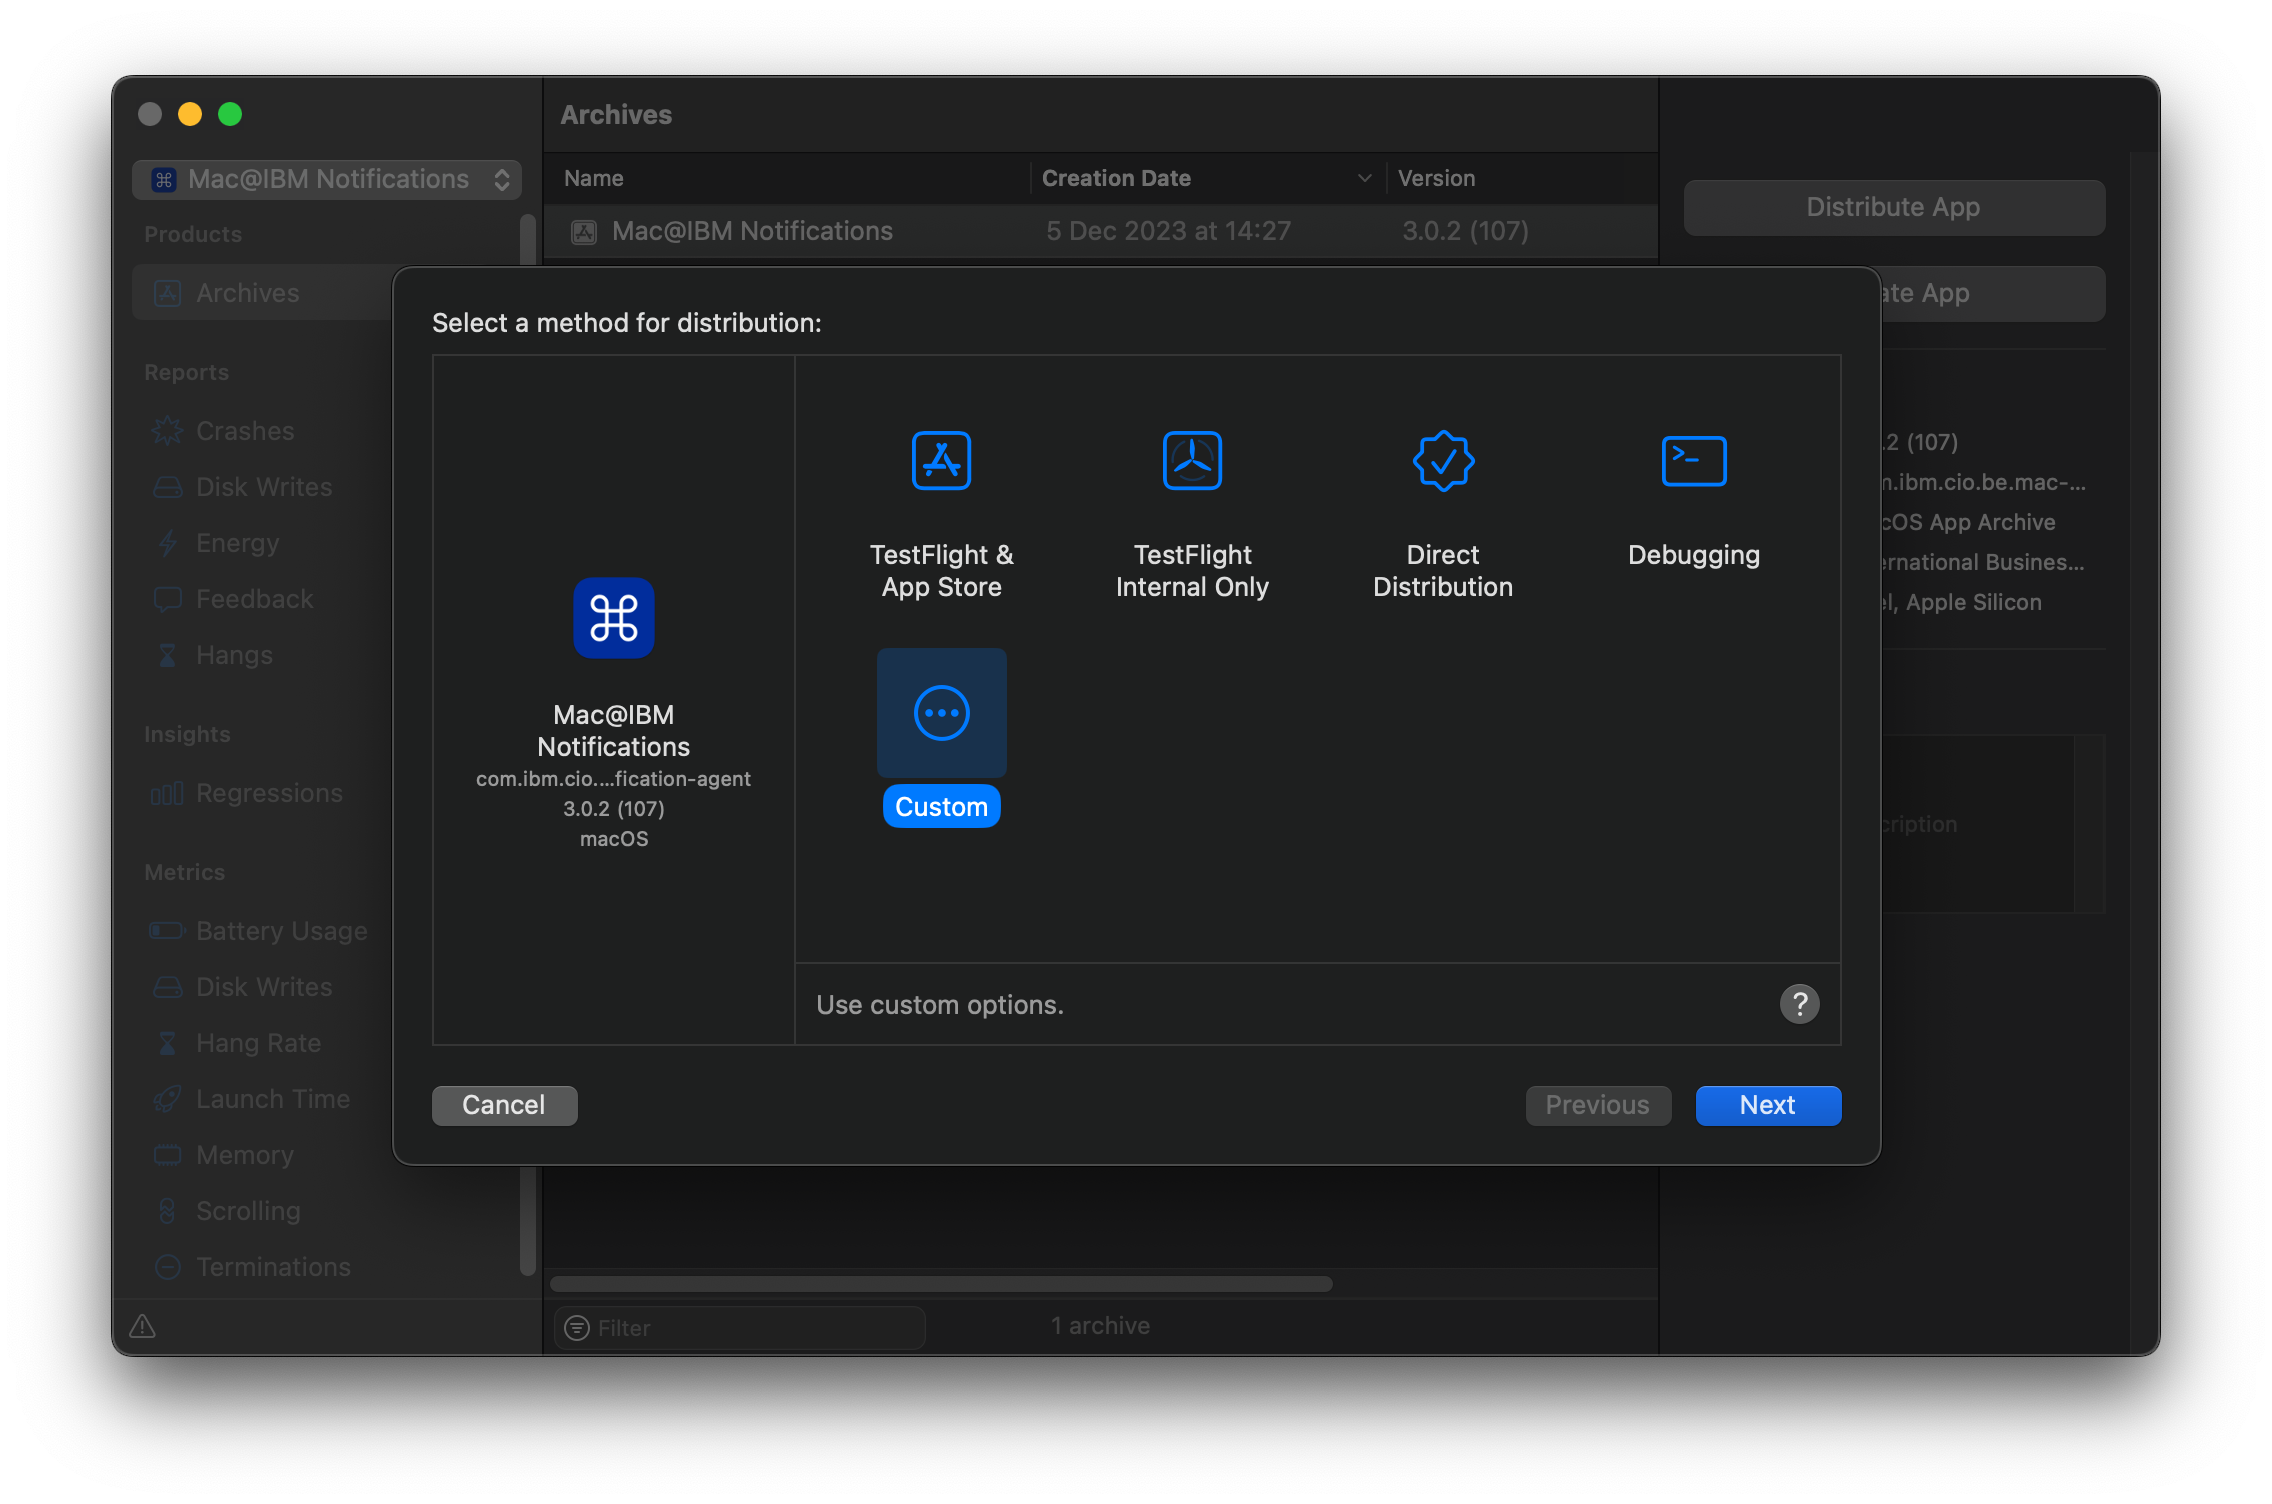 Archives
Mac@IBM Notifications
Products
Archives
Reports
Crashes
Disk Writes
Energy
Feedback
Hangs
Insights
Regressions
Metrics
Battery Usage
Disk Writes
Hang Rate
Launch Time
Memory
Scrolling
Terminations
Name
Creation Date
Version
Mac@IBM Notifications
5 Dec 2023 at 14:27
3.0.2 (107)
Distribute App
ate App
.2 (107)
m.ibm.cio.be.mac-...
cOS App Archive
ernational Busines...
el, Apple Silicon
cription
Select a method for distribution:
Mac@IBM
Notifications
com.ibm.cio....fication-agent
3.0.2 (107)
macOS
TestFlight &
App Store
TestFlight
Internal Only
Direct
Distribution
Debugging
Custom
Use custom options.
?
Cancel
Previous
Next
Filter
1 archive